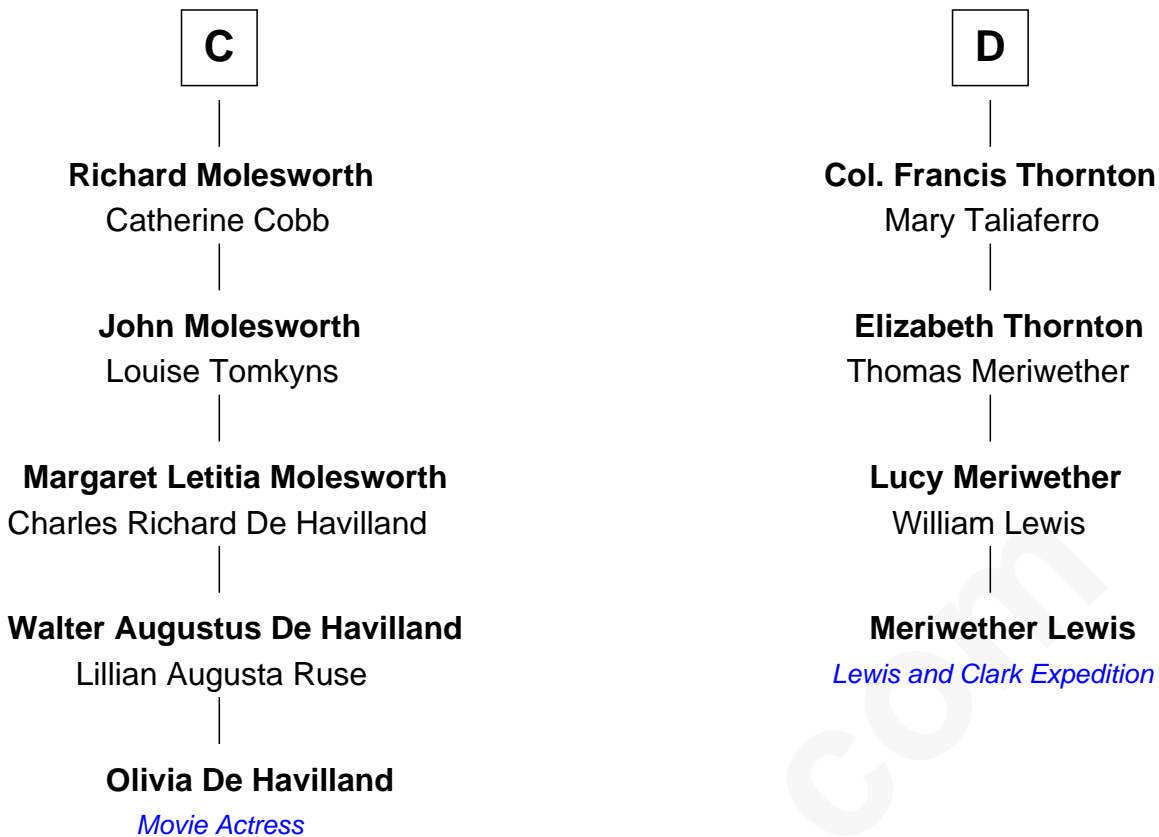 C
Richard Molesworth
Catherine Cobb
John Molesworth
Louise Tomkyns
Margaret Letitia Molesworth
Charles Richard De Havilland
Walter Augustus De Havilland
Lillian Augusta Ruse
Olivia De Havilland
Movie Actress
D
Col. Francis Thornton
Mary Taliaferro
Elizabeth Thornton
Thomas Meriwether
Lucy Meriwether
William Lewis
Meriwether Lewis
Lewis and Clark Expedition
com